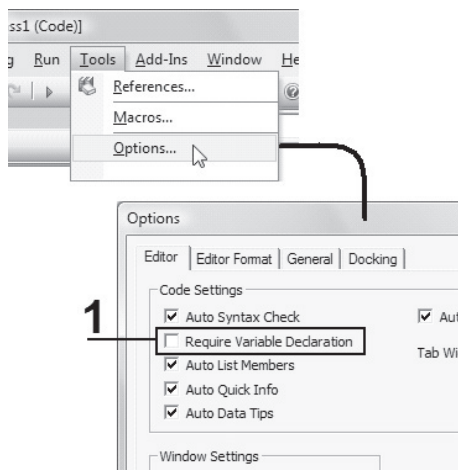 ss1 (Code)]
Run Tools Add-Ins Window He
References...
Macros...
Options...
Options
Editor Editor Format General Docking
Code Settings
1
Auto Syntax Check Aut
Require Variable Declaration
Tab Wi
Auto List Members
Auto Quick Info
Auto Data Tips
Window Settings